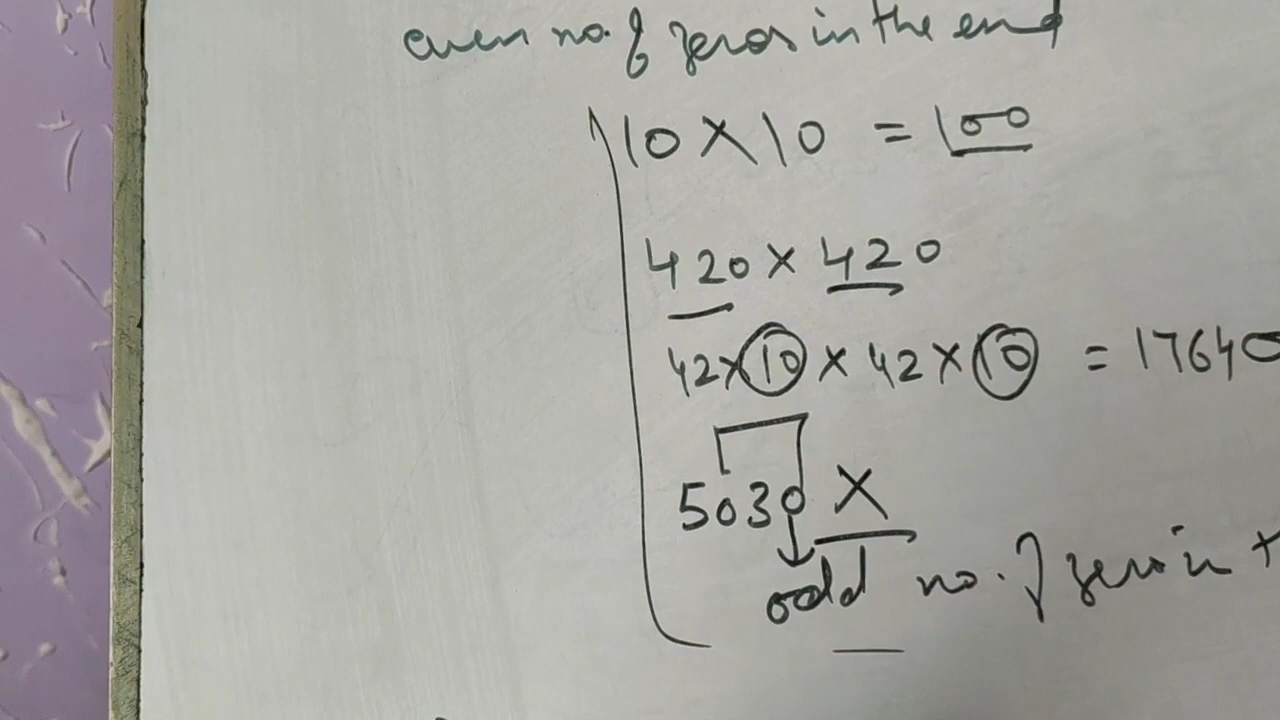 even no. of zeros in the end
10 × 10 = 100
420 × 420
42 × 10 × 42 × 10 = 17640
5030 X
odd no. of zero in